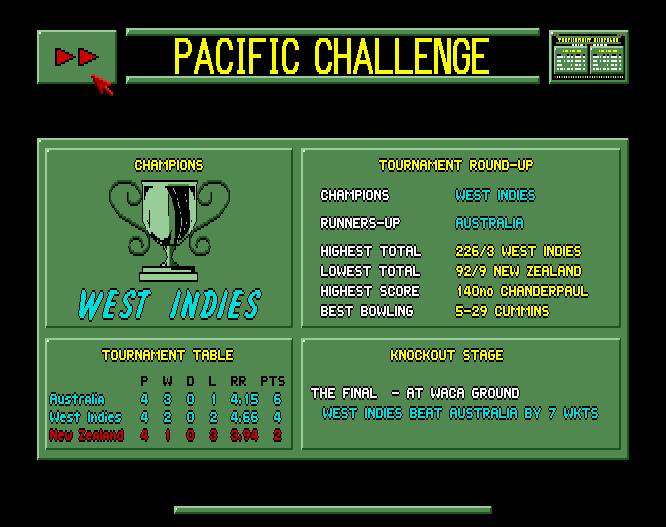 PACIFIC CHALLENGE
CHAMPIONS
WEST INDIES
TOURNAMENT ROUND-UP
CHAMPIONS WEST INDIES
RUNNERS-UP AUSTRALIA
HIGHEST TOTAL 226/3 WEST INDIES
LOWEST TOTAL 92/9 NEW ZEALAND
HIGHEST SCORE 140no CHANDERPAUL
BEST BOWLING 5-29 CUMMINS
TOURNAMENT TABLE
P W D L RR PTS
Australia 4 3 0 1 4.15 6
West Indies 4 2 0 2 4.66 4
New Zealand 4 1 0 3 3.94 2
KNOCKOUT STAGE
THE FINAL - AT WACA GROUND
WEST INDIES BEAT AUSTRALIA BY 7 WKTS